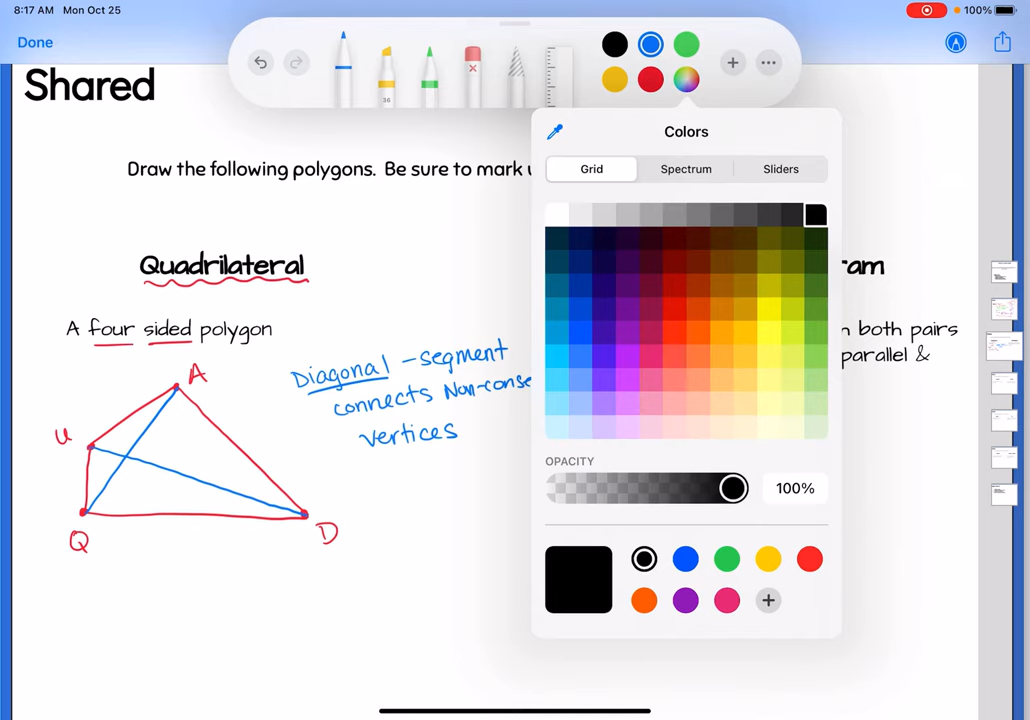 8:17 AM Mon Oct 25
100%
Done
38
Shared
Colors
Grid Spectrum Sliders
Draw the following polygons. Be sure to mark
Quadrilateral
A four sided polygon
both pairs
parallel &
Diagonal - segment
connects Non-conse
vertices
A
U
Q
D
OPACITY
100%